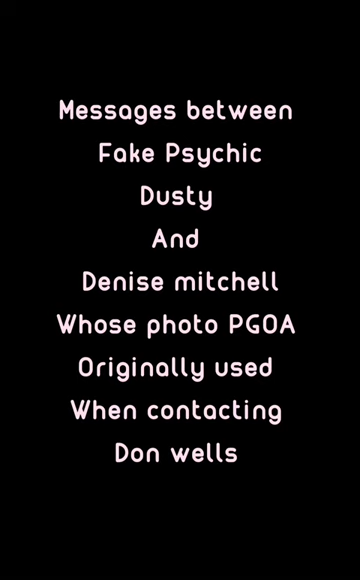 Messages between
Fake Psychic
Dusty
And
Denise mitchell
Whose photo PGOA
Originally used
When contacting
Don wells